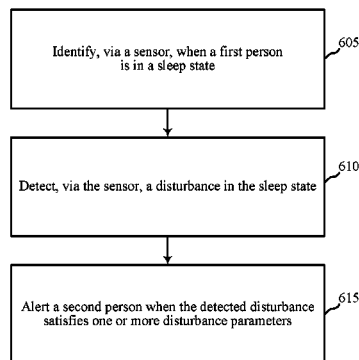 Identify, via a sensor, when a first person
is in a sleep state
605
Detect, via the sensor, a disturbance in the sleep state
610
Alert a second person when the detected disturbance
satisfies one or more disturbance parameters
615